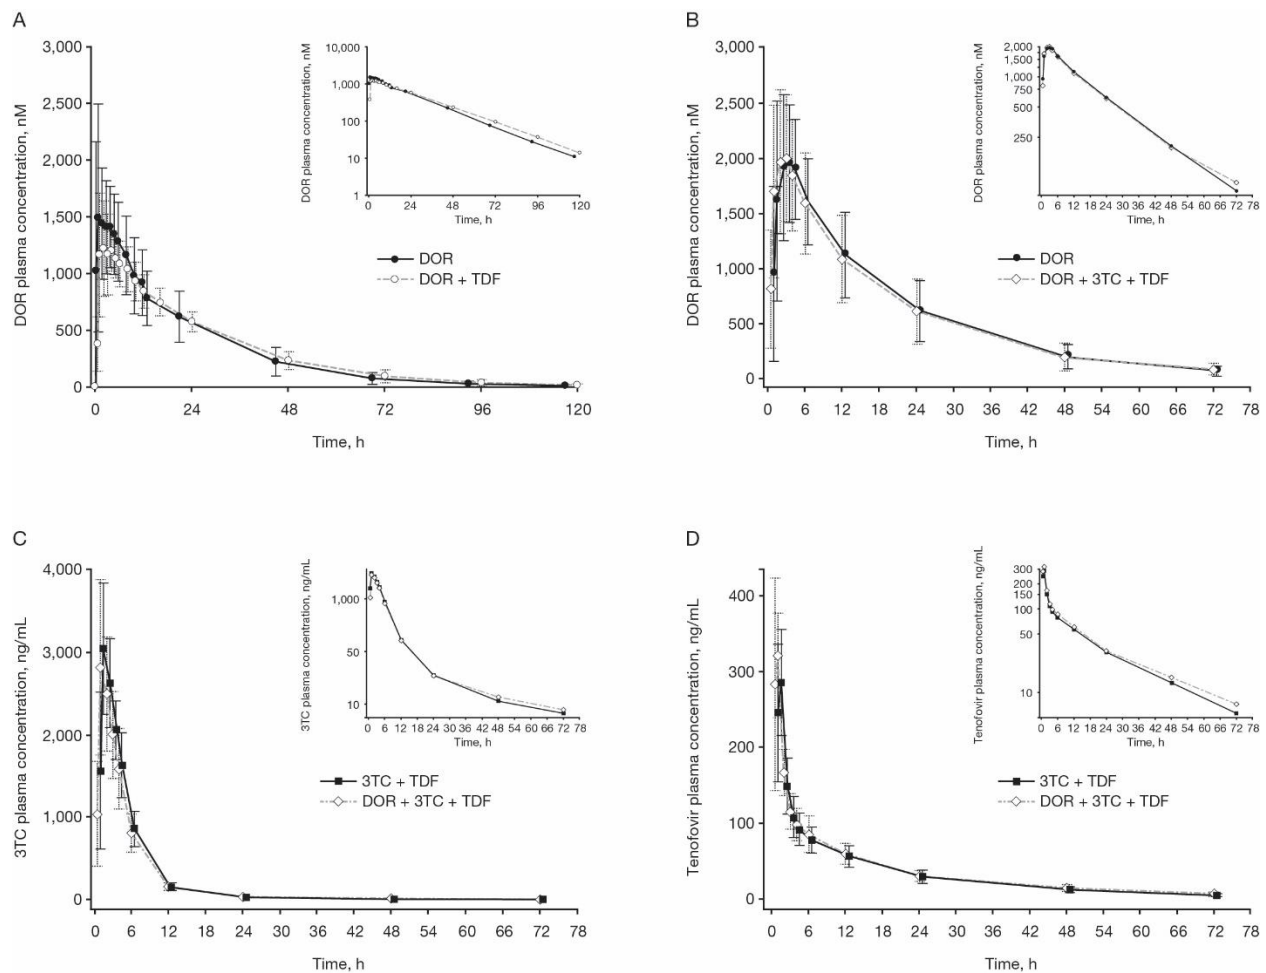 A
DOR plasma concentration, nM
3,000
2,500
2,000
1,500
1,000
500
0
0 24 48 72 96 120
Time, h
DOR plasma concentration, nM
10,000
1,000
100
10
1
0 24 48 72 96 120
Time, h
DOR
DOR + TDF
B
DOR plasma concentration, nM
3,000
2,500
2,000
1,500
1,000
500
0
0 6 12 18 24 30 36 42 48 54 60 66 72 78
Time, h
DOR plasma concentration, nM
2,000
1,500
1,000
750
500
250
0 6 12 18 24 30 36 42 48 54 60 66 72 78
Time, h
DOR
DOR + 3TC + TDF
C
3TC plasma concentration, ng/mL
4,000
3,000
2,000
1,000
0
0 6 12 18 24 30 36 42 48 54 60 66 72 78
Time, h
3TC plasma concentration, ng/mL
1,000
50
10
0 6 12 18 24 30 36 42 48 54 60 66 72 78
Time, h
3TC + TDF
DOR + 3TC + TDF
D
Tenofovir plasma concentration, ng/mL
400
300
200
100
0
0 6 12 18 24 30 36 42 48 54 60 66 72 78
Time, h
Tenofovir plasma concentration, ng/mL
300
200
150
100
50
10
0 6 12 18 24 30 36 42 48 54 60 66 72 78
Time, h
3TC + TDF
DOR + 3TC + TDF